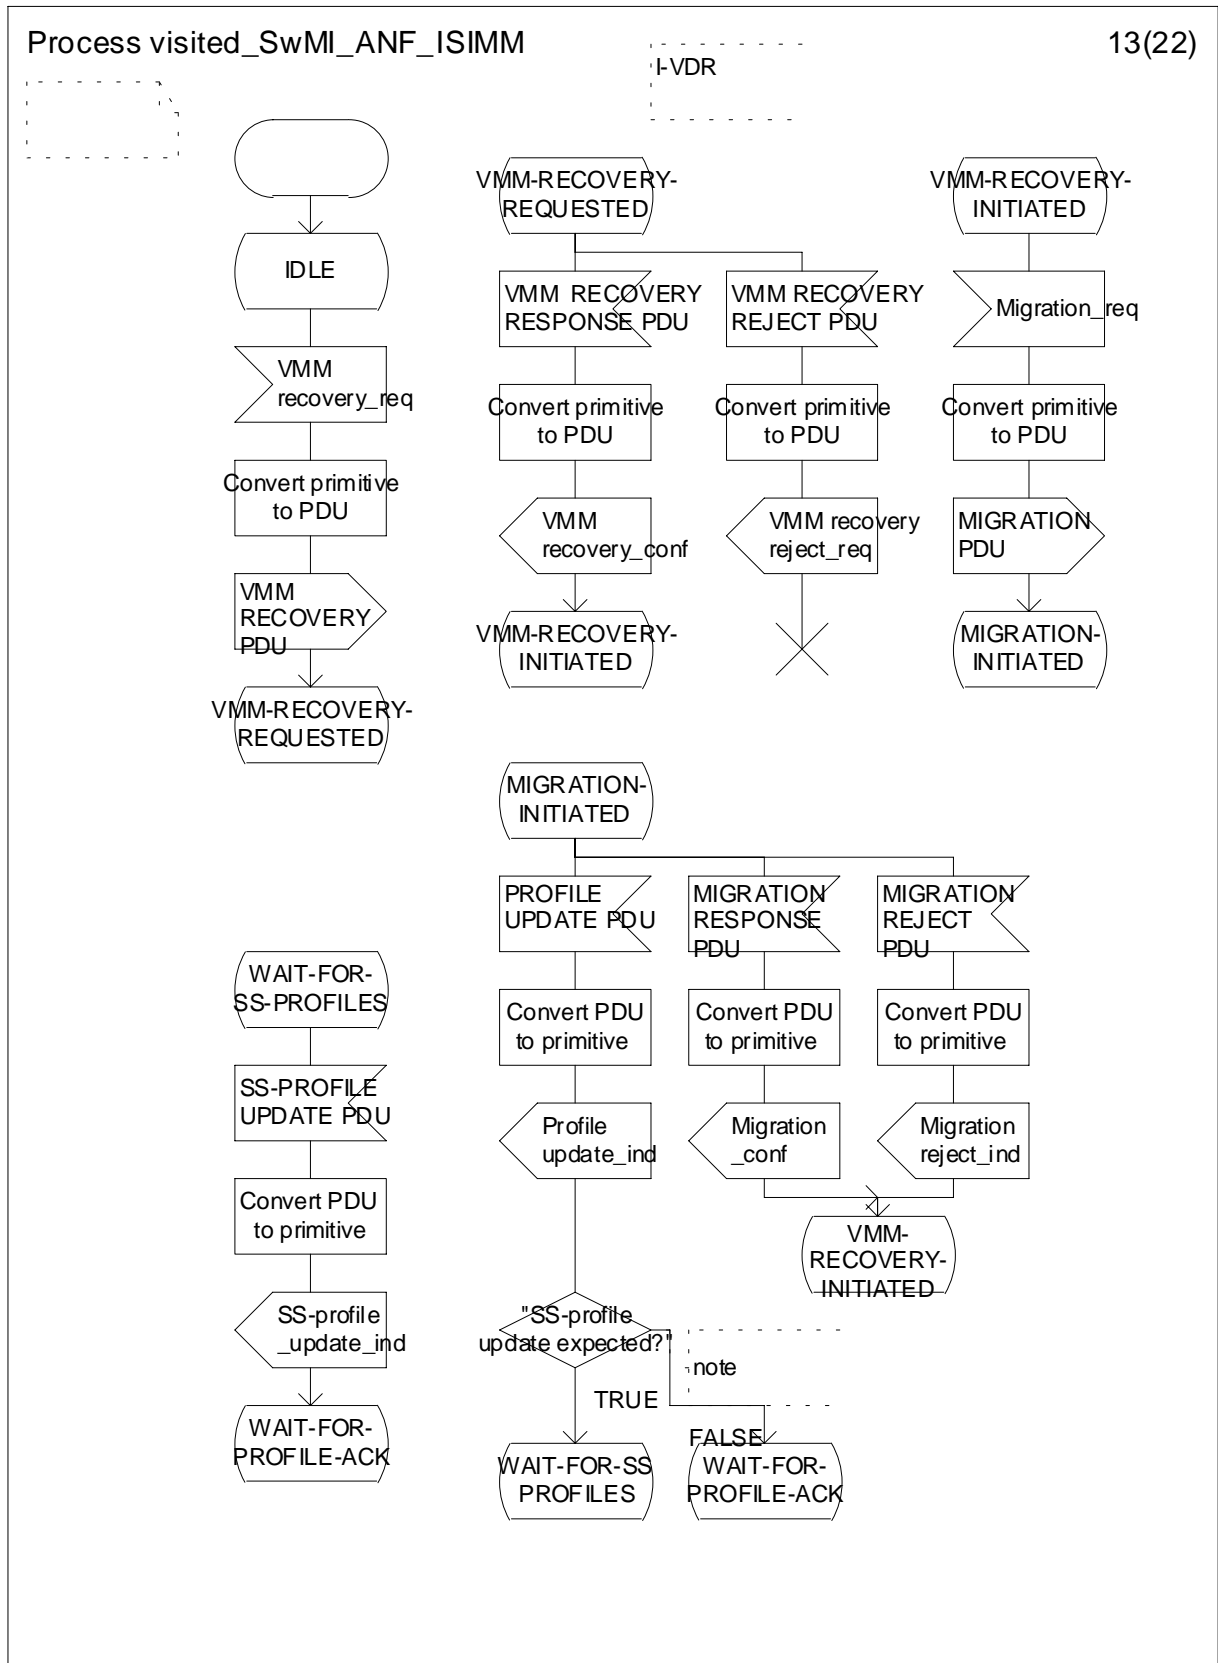 Process visited_SwMI_ANF_ISIMM
13(22)
I-VDR
IDLE
VMM
recovery_req
Convert primitive
to PDU
VMM
RECOVERY
PDU
VMM-RECOVERY-
REQUESTED
VMM-RECOVERY-
REQUESTED
VMM RECOVERY
RESPONSE PDU
Convert primitive
to PDU
VMM
recovery_conf
VMM-RECOVERY-
INITIATED
VMM RECOVERY
REJECT PDU
Convert primitive
to PDU
VMM recovery
reject_req
VMM-RECOVERY-
INITIATED
Migration_req
Convert primitive
to PDU
MIGRATION
PDU
MIGRATION-
INITIATED
WAIT-FOR-
SS-PROFILES
SS-PROFILE
UPDATE PDU
Convert PDU
to primitive
SS-profile
_update_ind
WAIT-FOR-
PROFILE-ACK
MIGRATION-
INITIATED
PROFILE
UPDATE PDU
Convert PDU
to primitive
Profile
update_ind
"SS-profile
update expected?"
note
TRUE
FALSE
WAIT-FOR-SS
PROFILES
WAIT-FOR-
PROFILE-ACK
MIGRATION
RESPONSE
PDU
Convert PDU
to primitive
Migration
_conf
MIGRATION
REJECT
PDU
Convert PDU
to primitive
Migration
reject_ind
VMM-
RECOVERY-
INITIATED